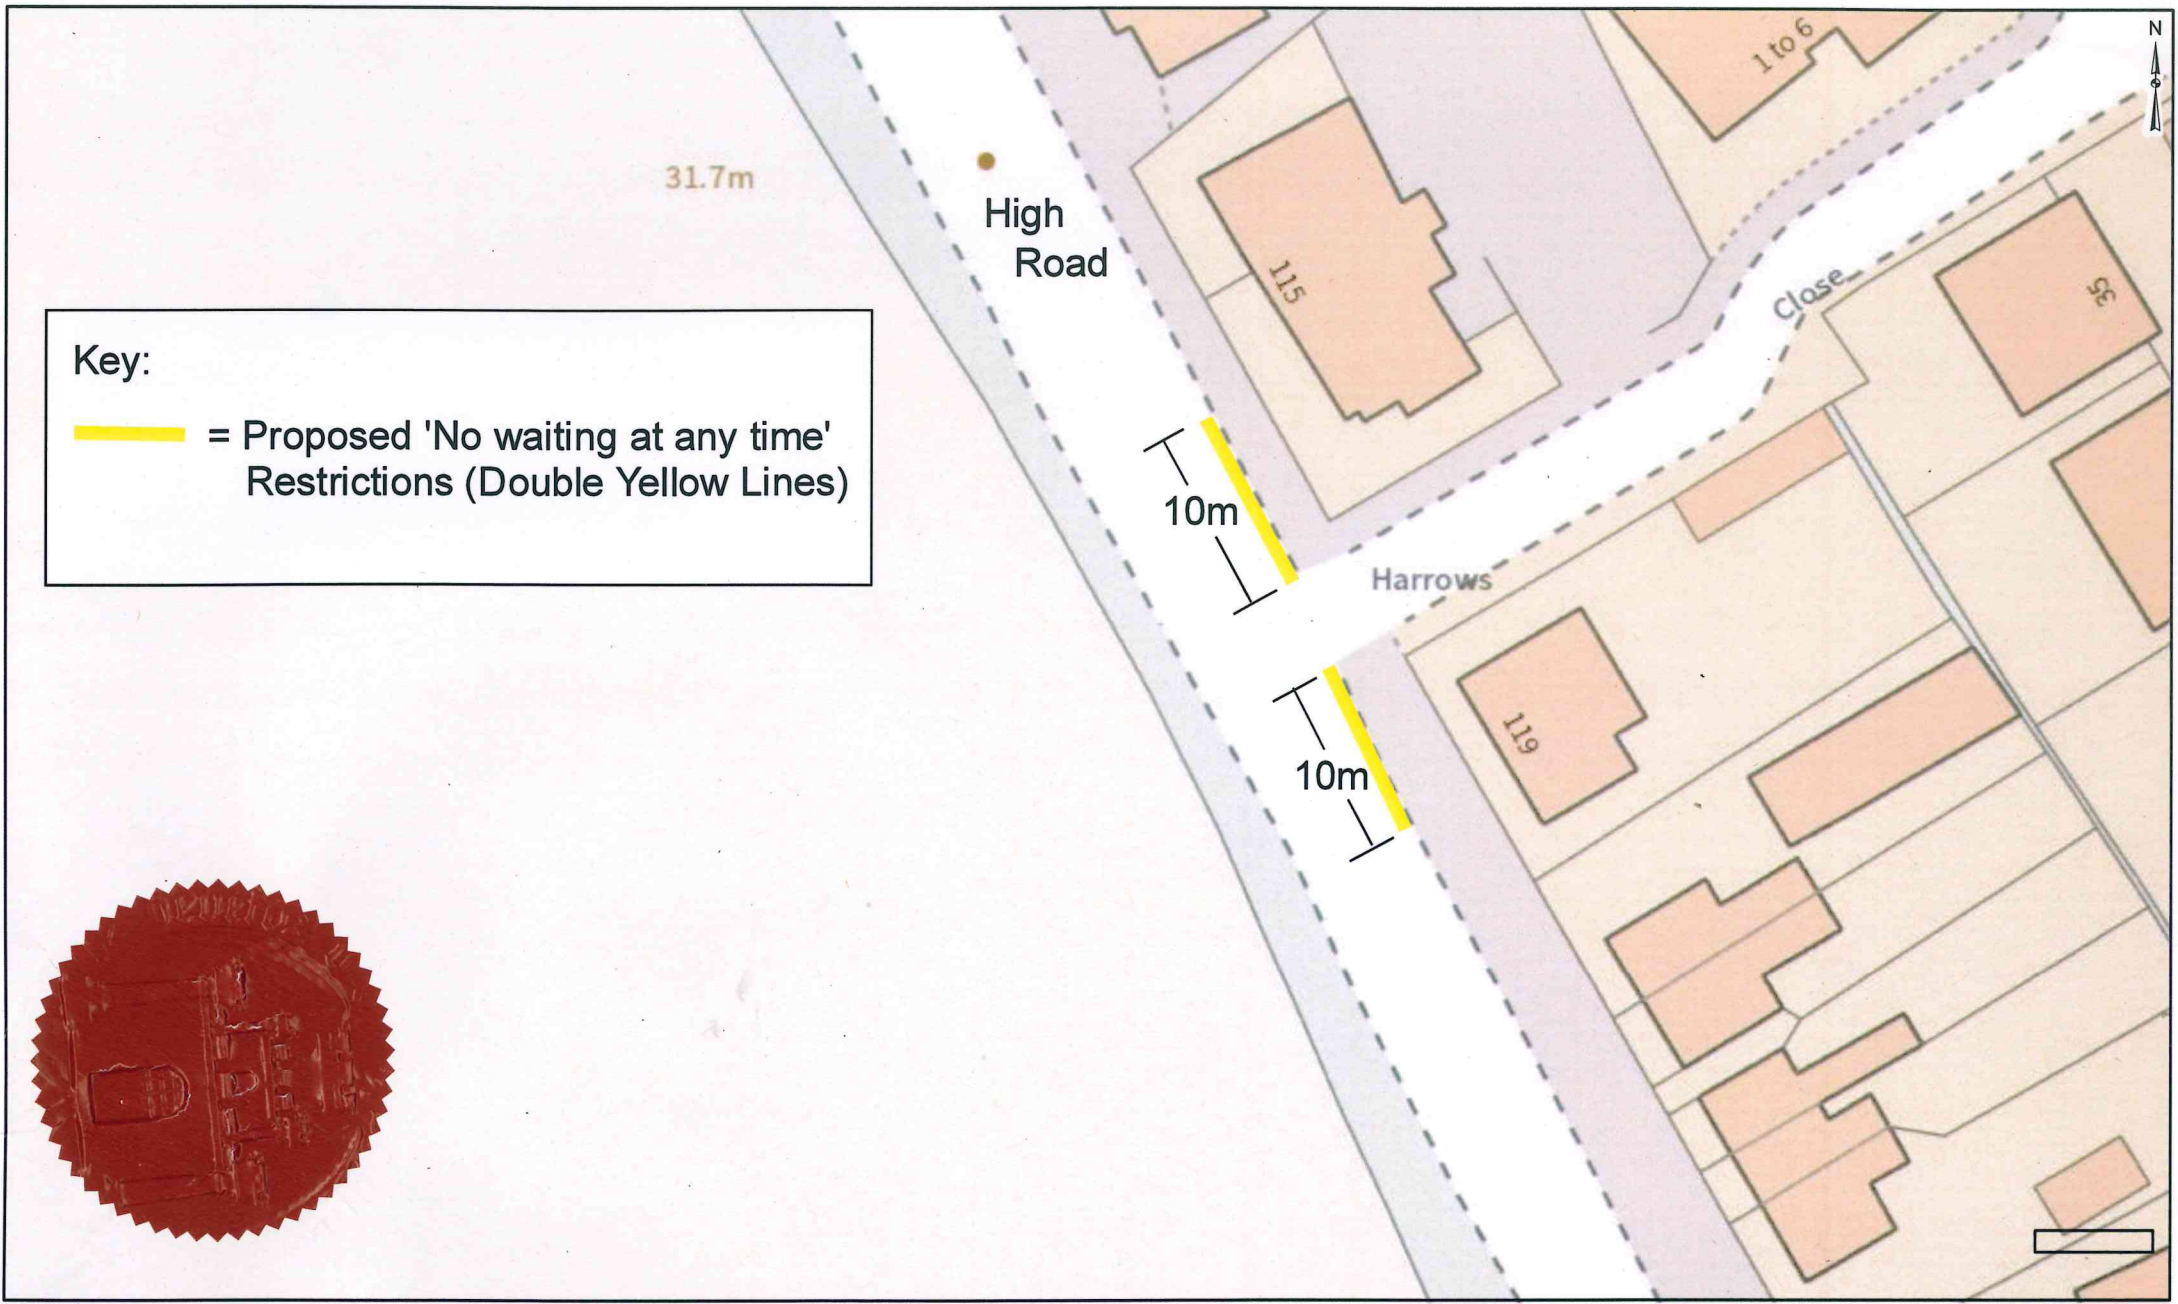 N
1 to 6
31.7m
High
Road
115
Close
35
Key:
= Proposed 'No waiting at any time'
Restrictions (Double Yellow Lines)
10m
Harrows
119
10m